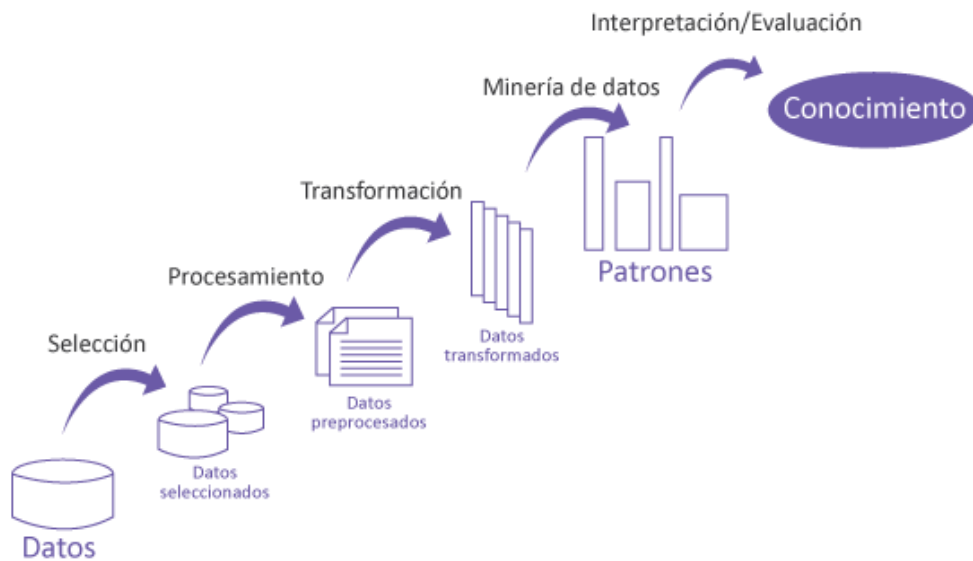 Interpretación/Evaluación
Minería de datos
Conocimiento
Transformación
Patrones
Procesamiento
Datos
transformados
Selección
Datos
preprocesados
Datos
seleccionados
Datos